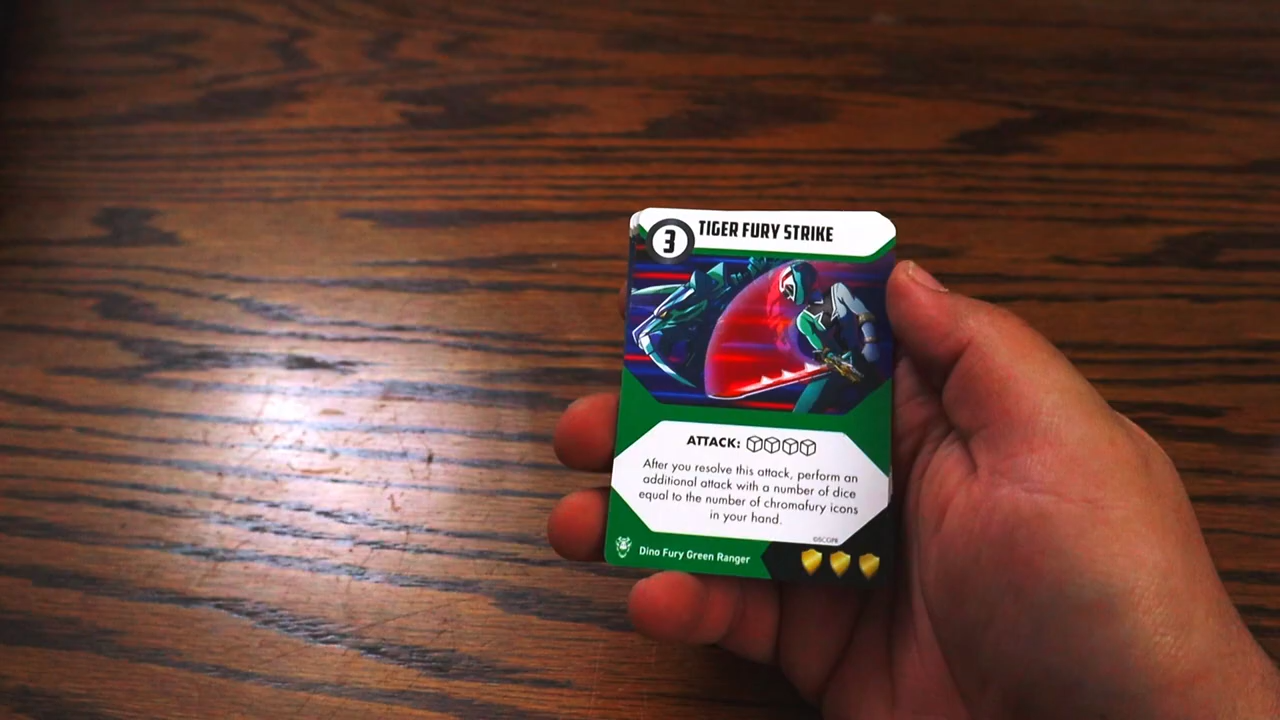 3
TIGER FURY STRIKE
ATTACK:
After you resolve this attack, perform an
additional attack with a number of dice
equal to the number of chromafury icons
in your hand.
©SCGPR
Dino Fury Green Ranger